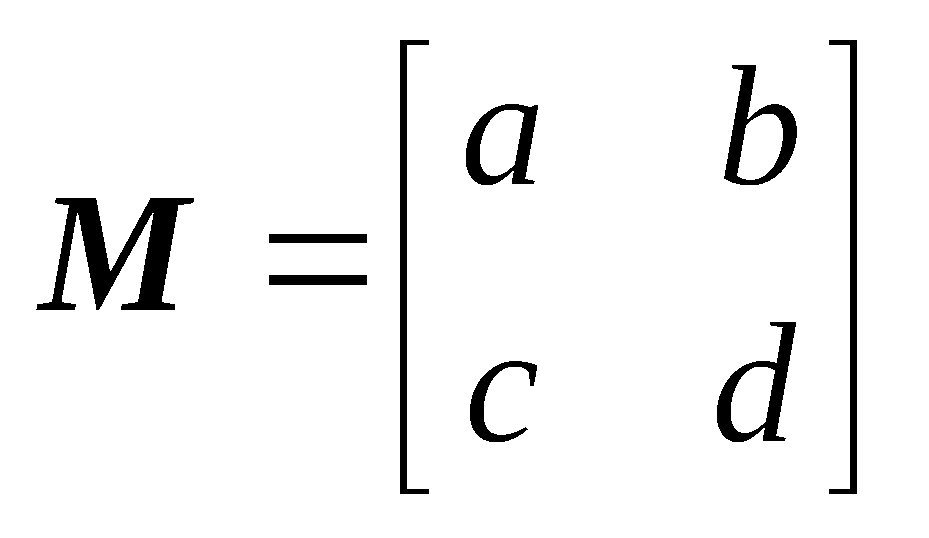 M = [a b
c d]